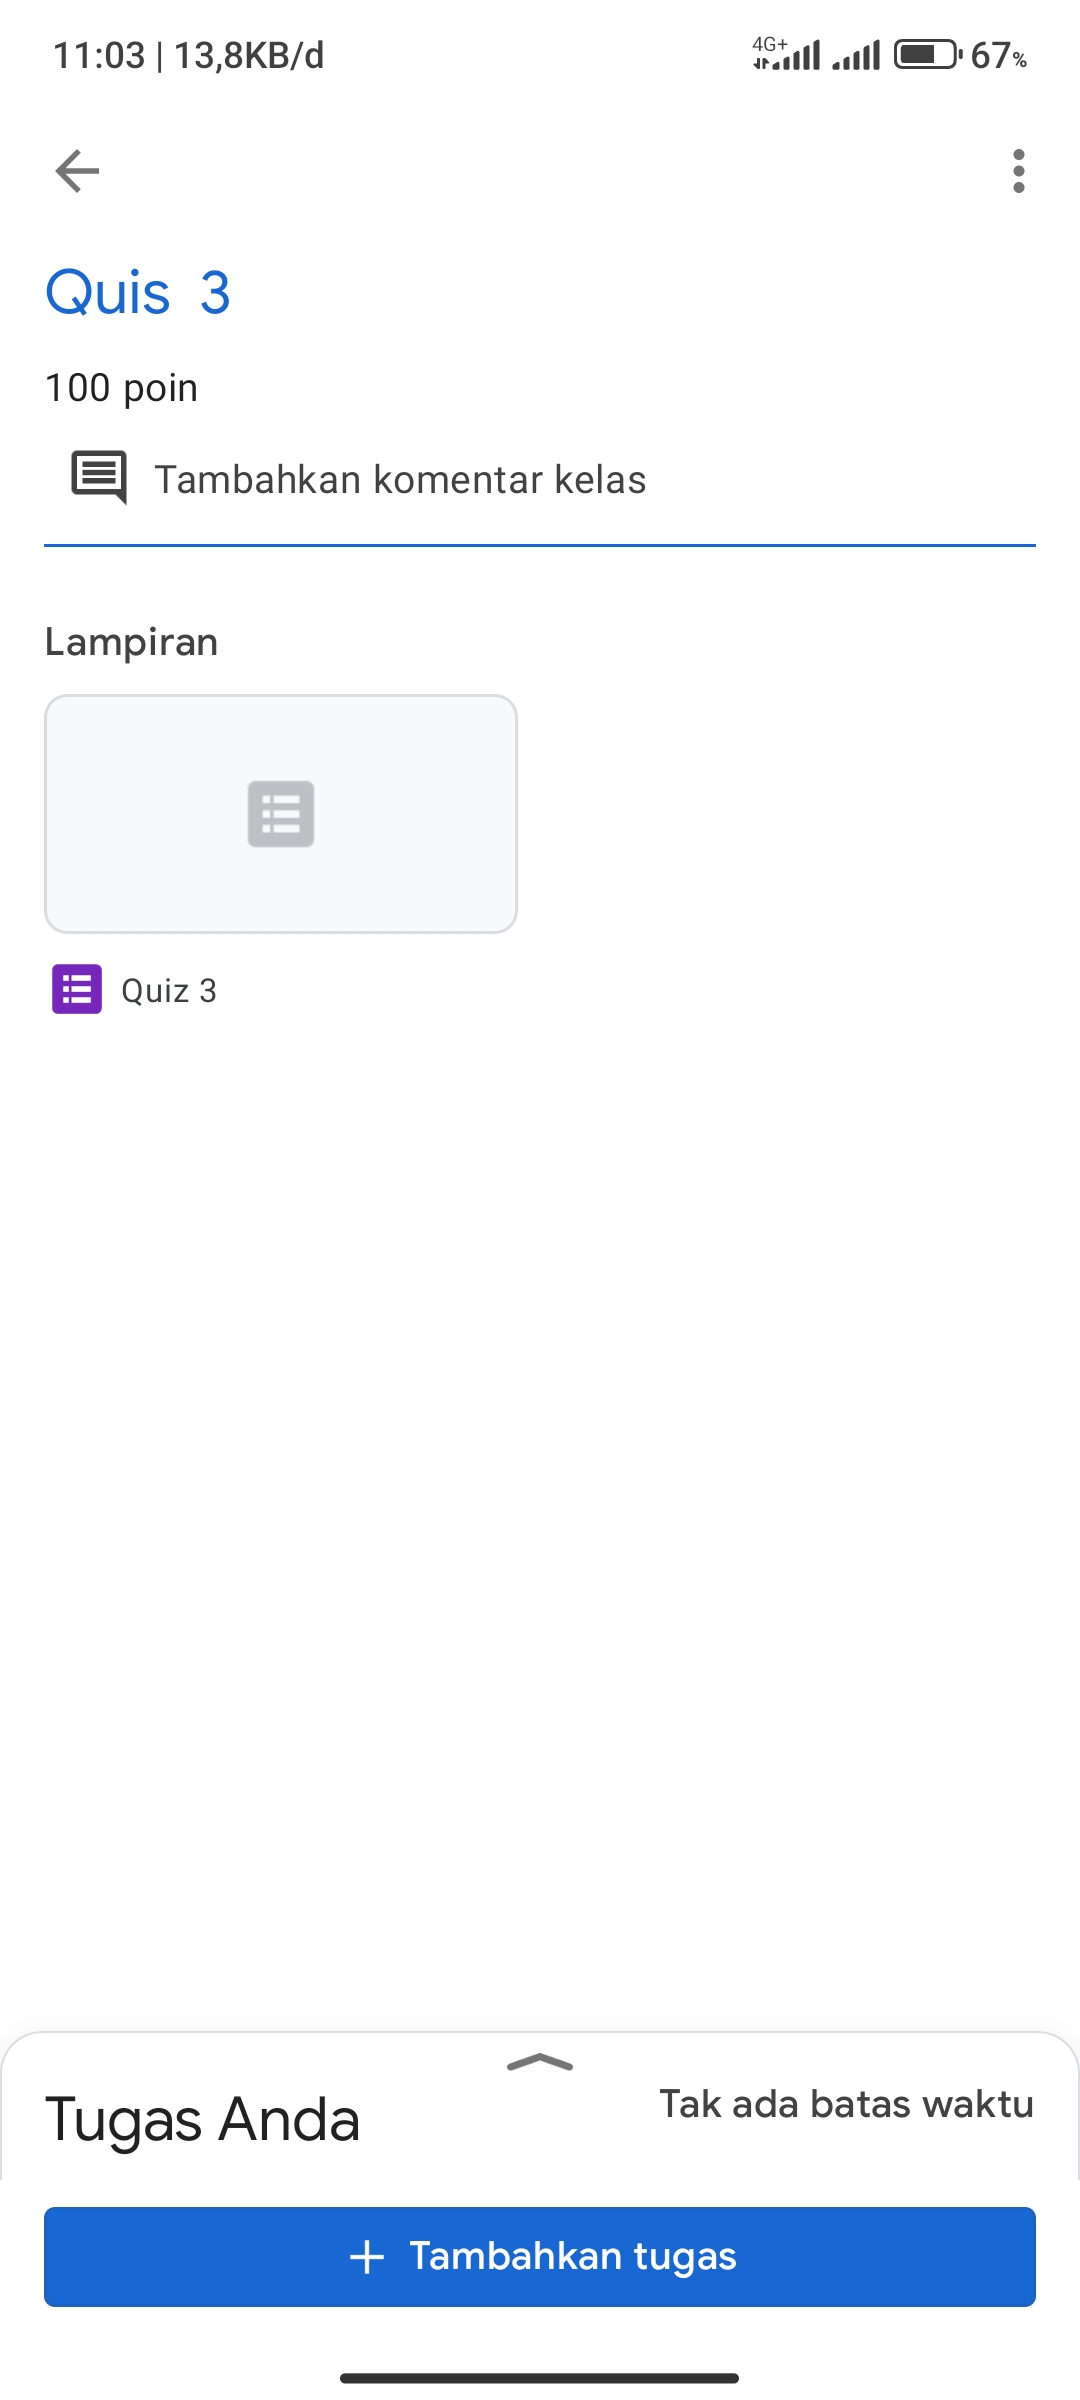 11:03 | 13,8KB/d 4G+ 67%
Quis 3
100 poin
Tambahkan komentar kelas
Lampiran
Quiz 3
Tugas Anda
Tak ada batas waktu
+ Tambahkan tugas